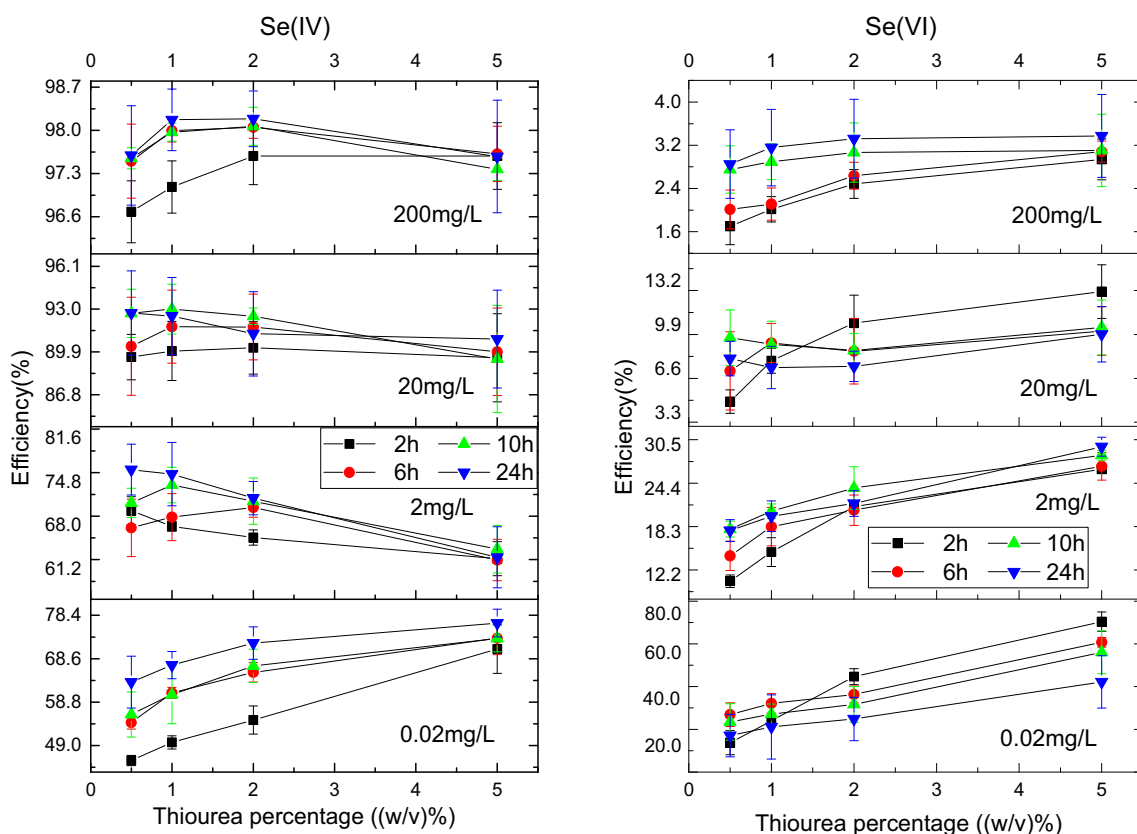 Se(IV)
0 1 2 3 4 5
98.7
98.0
97.3
96.6
200mg/L
96.1
93.0
89.9
86.8
20mg/L
81.6
74.8
68.0
61.2
2h 10h
6h 24h
2mg/L
78.4
68.6
58.8
49.0
0.02mg/L
Efficiency(%)
0 1 2 3 4 5
Thiourea percentage ((w/v)%)
Se(VI)
0 1 2 3 4 5
4.0
3.2
2.4
1.6
200mg/L
13.2
9.9
6.6
3.3
20mg/L
30.5
24.4
18.3
12.2
2mg/L
2h 10h
6h 24h
80.0
60.0
40.0
20.0
0.02mg/L
Efficiency(%)
0 1 2 3 4 5
Thiourea percentage ((w/v)%)